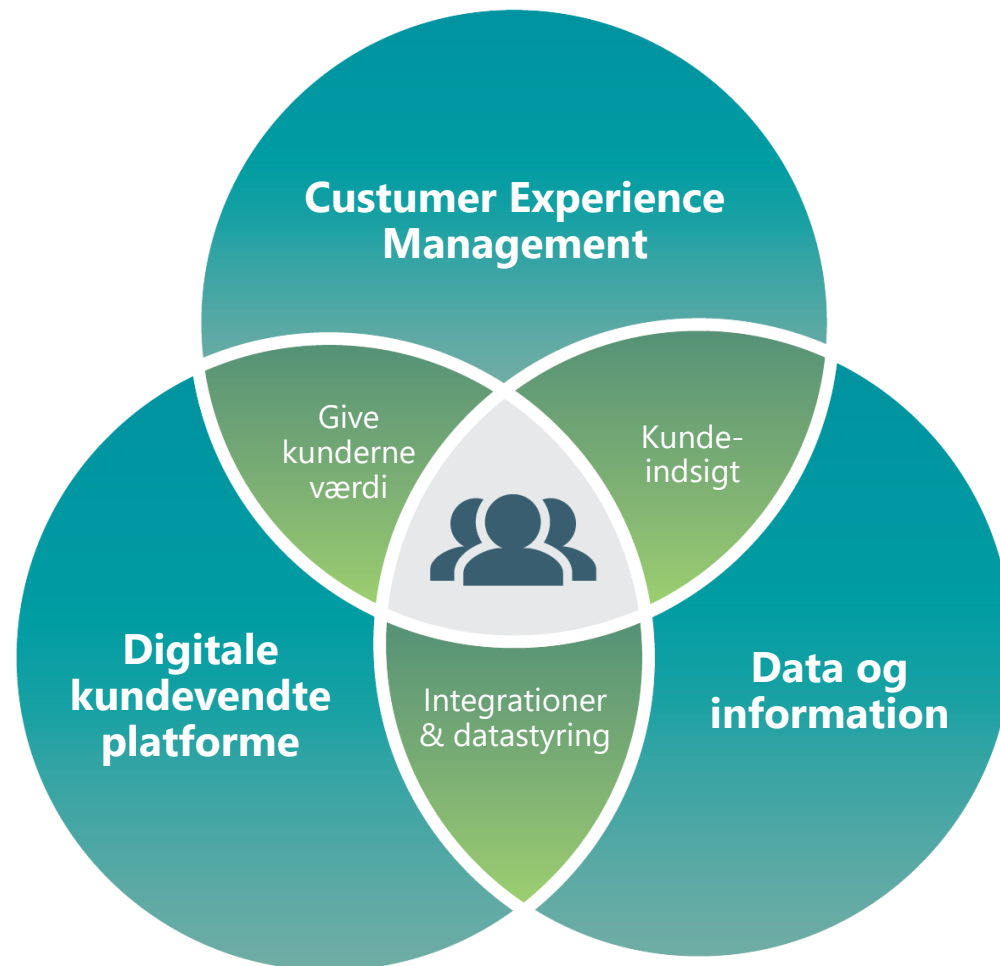 Custumer Experience
Management
Give
kunderne
værdi
Kunde-
indsigt
Digitale
kundevendte
platforme
Integrationer
& datastyring
Data og
information